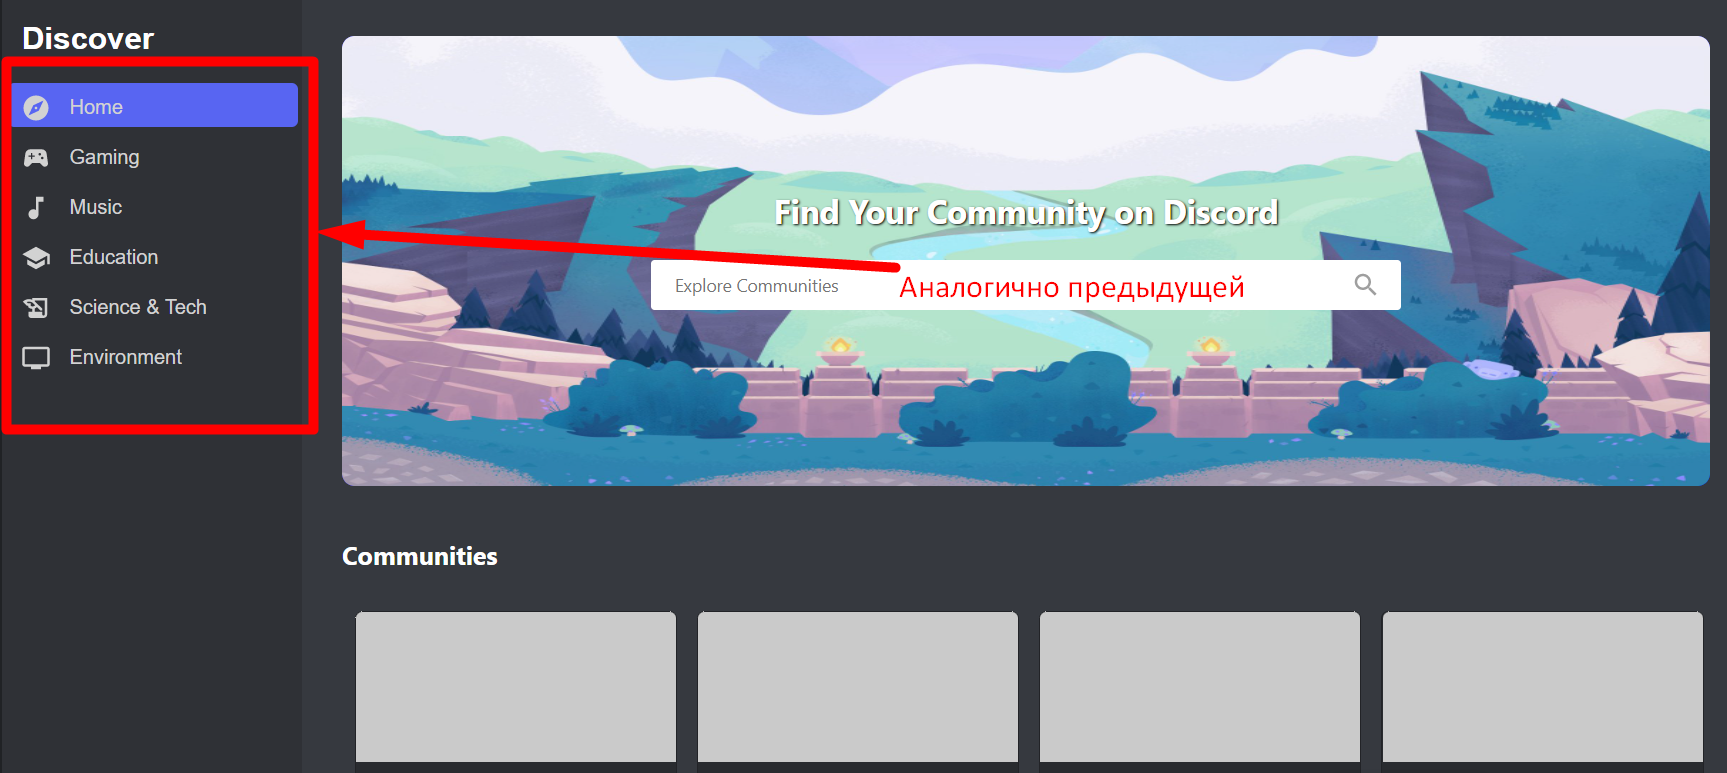 Discover
Home
Gaming
Music
Education
Science & Tech
Environment
Find Your Community on Discord
Explore Communities
Аналогично предыдущей
Communities